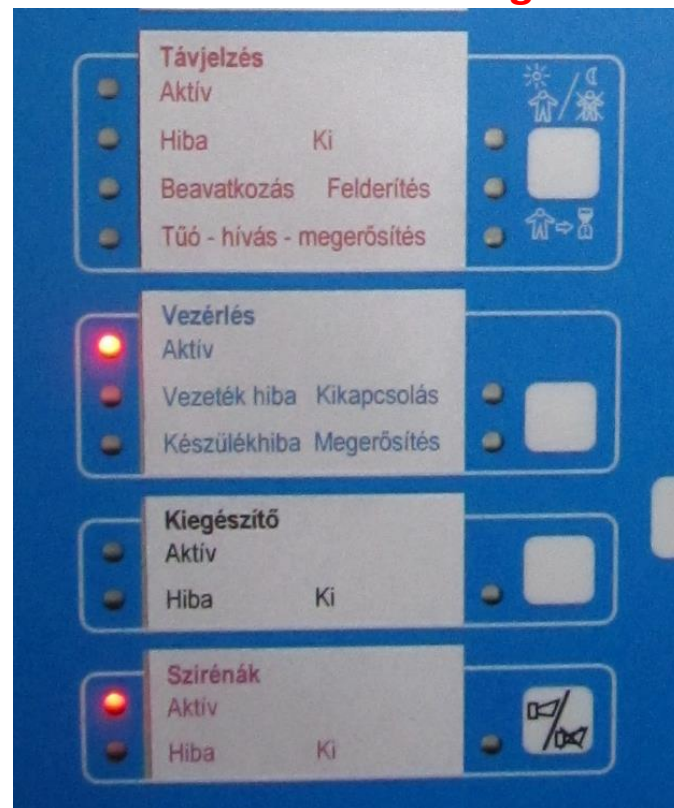 Távjelzés
Aktív
Hiba Ki
Beavatkozás Felderítés
Tűó - hívás - megerősítés
Vezérlés
Aktív
Vezeték hiba Kikapcsolás
Készülékhiba Megerősítés
Kiegészítő
Aktív
Hiba Ki
Szirénák
Aktív
Hiba Ki